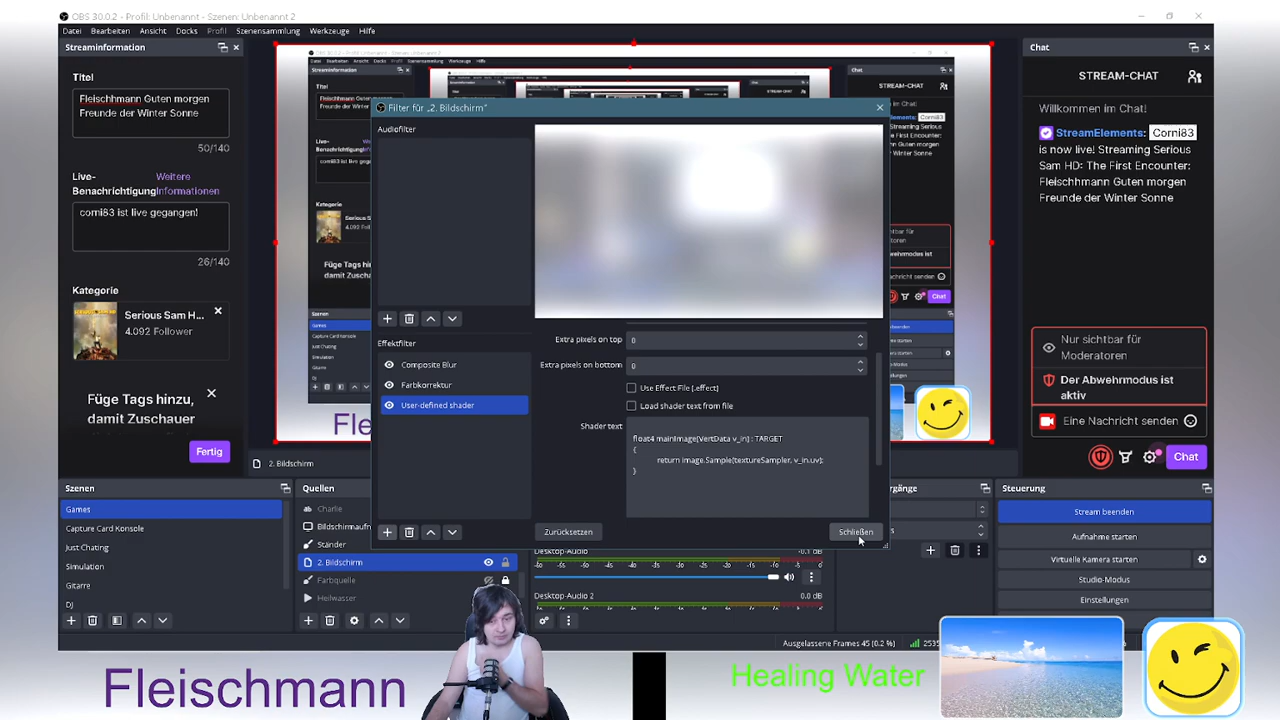 OBS 30.0.2 - Profil: Unbenannt - Szenen: Unbenannt 2
Datei Bearbeiten Ansicht Docks Profil Szenensammlung Werkzeuge Hilfe
Streaminformation
Titel
Fleischhmann Guten morgen
Freunde der Winter Sonne
50/140
Live-
Benachrichtigung
Weitere
Informationen
corni83 ist live gegangen!
26/140
Kategorie
Serious Sam H...
4.092 Follower
Füge Tags hinzu,
damit Zuschauer
Fertig
Filter für „2. Bildschirm“
Audiofilter
Effektfilter
Composite Blur
Farbkorrektur
User-defined shader
Extra pixels on top
0
Extra pixels on bottom
0
Use Effect File (.effect)
Load shader text from file
Shader text
float4 mainImage(VertData v_in) : TARGET
{
return image.Sample(textureSampler, v_in.uv);
}
Zurücksetzen
Schließen
Chat
STREAM-CHAT
Willkommen im Chat!
StreamElements: Corni83
is now live! Streaming Serious
Sam HD: The First Encounter:
Fleischhmann Guten morgen
Freunde der Winter Sonne
Nur sichtbar für
Moderatoren
Der Abwehrmodus ist
aktiv
Eine Nachricht senden
Chat
2. Bildschirm
Szenen
Games
Capture Card Konsole
Just Chating
Simulation
Gitarre
DJ
Quellen
Charlie
Bildschirmaufn
Ständer
2. Bildschirm
Farbquelle
Heilwasser
Desktop-Audio
-0.1 dB
Desktop-Audio 2
0.0 dB
Steuerung
Stream beenden
Aufnahme starten
Virtuelle Kamera starten
Studio-Modus
Einstellungen
Ausgelassene Frames 45 (0.2 %)
2535
Fleischmann
Healing Water